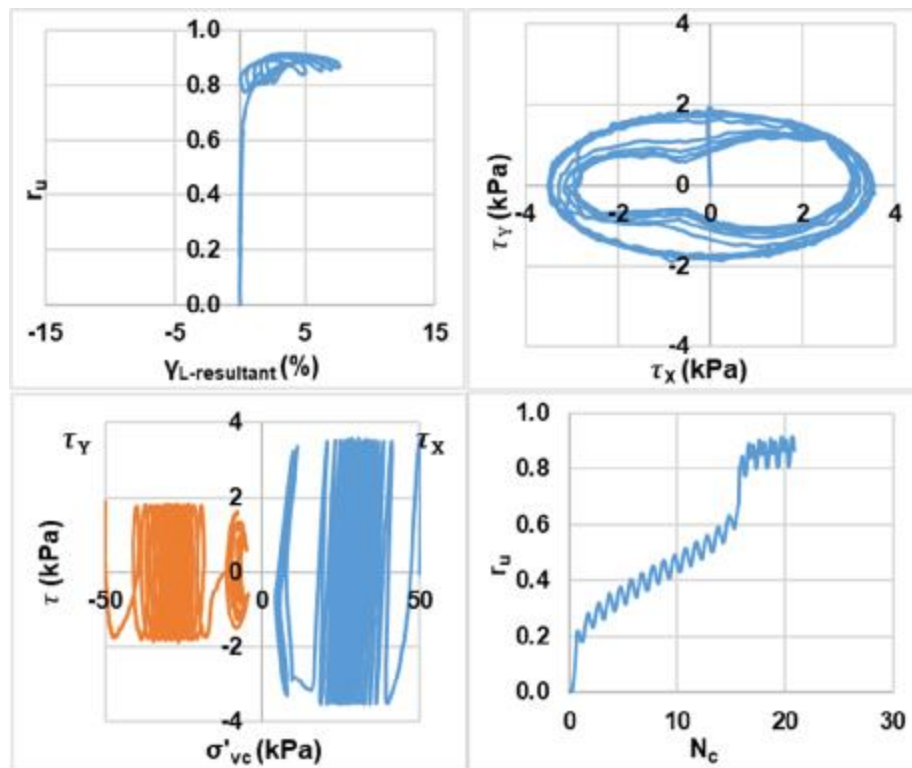 1.0
0.8
0.6
0.4
0.2
0.0
r_u
-15 -5 5 15
γ_L-resultant (%)
4
2
0
-2
-4
-4 -2 0 2 4
τ_Y (kPa)
τ_X (kPa)
τ_Y
τ_X
4
2
0
-2
-4
-50 0 50
τ (kPa)
σ'_vc (kPa)
1.0
0.8
0.6
0.4
0.2
0.0
r_u
0 10 20 30
N_c